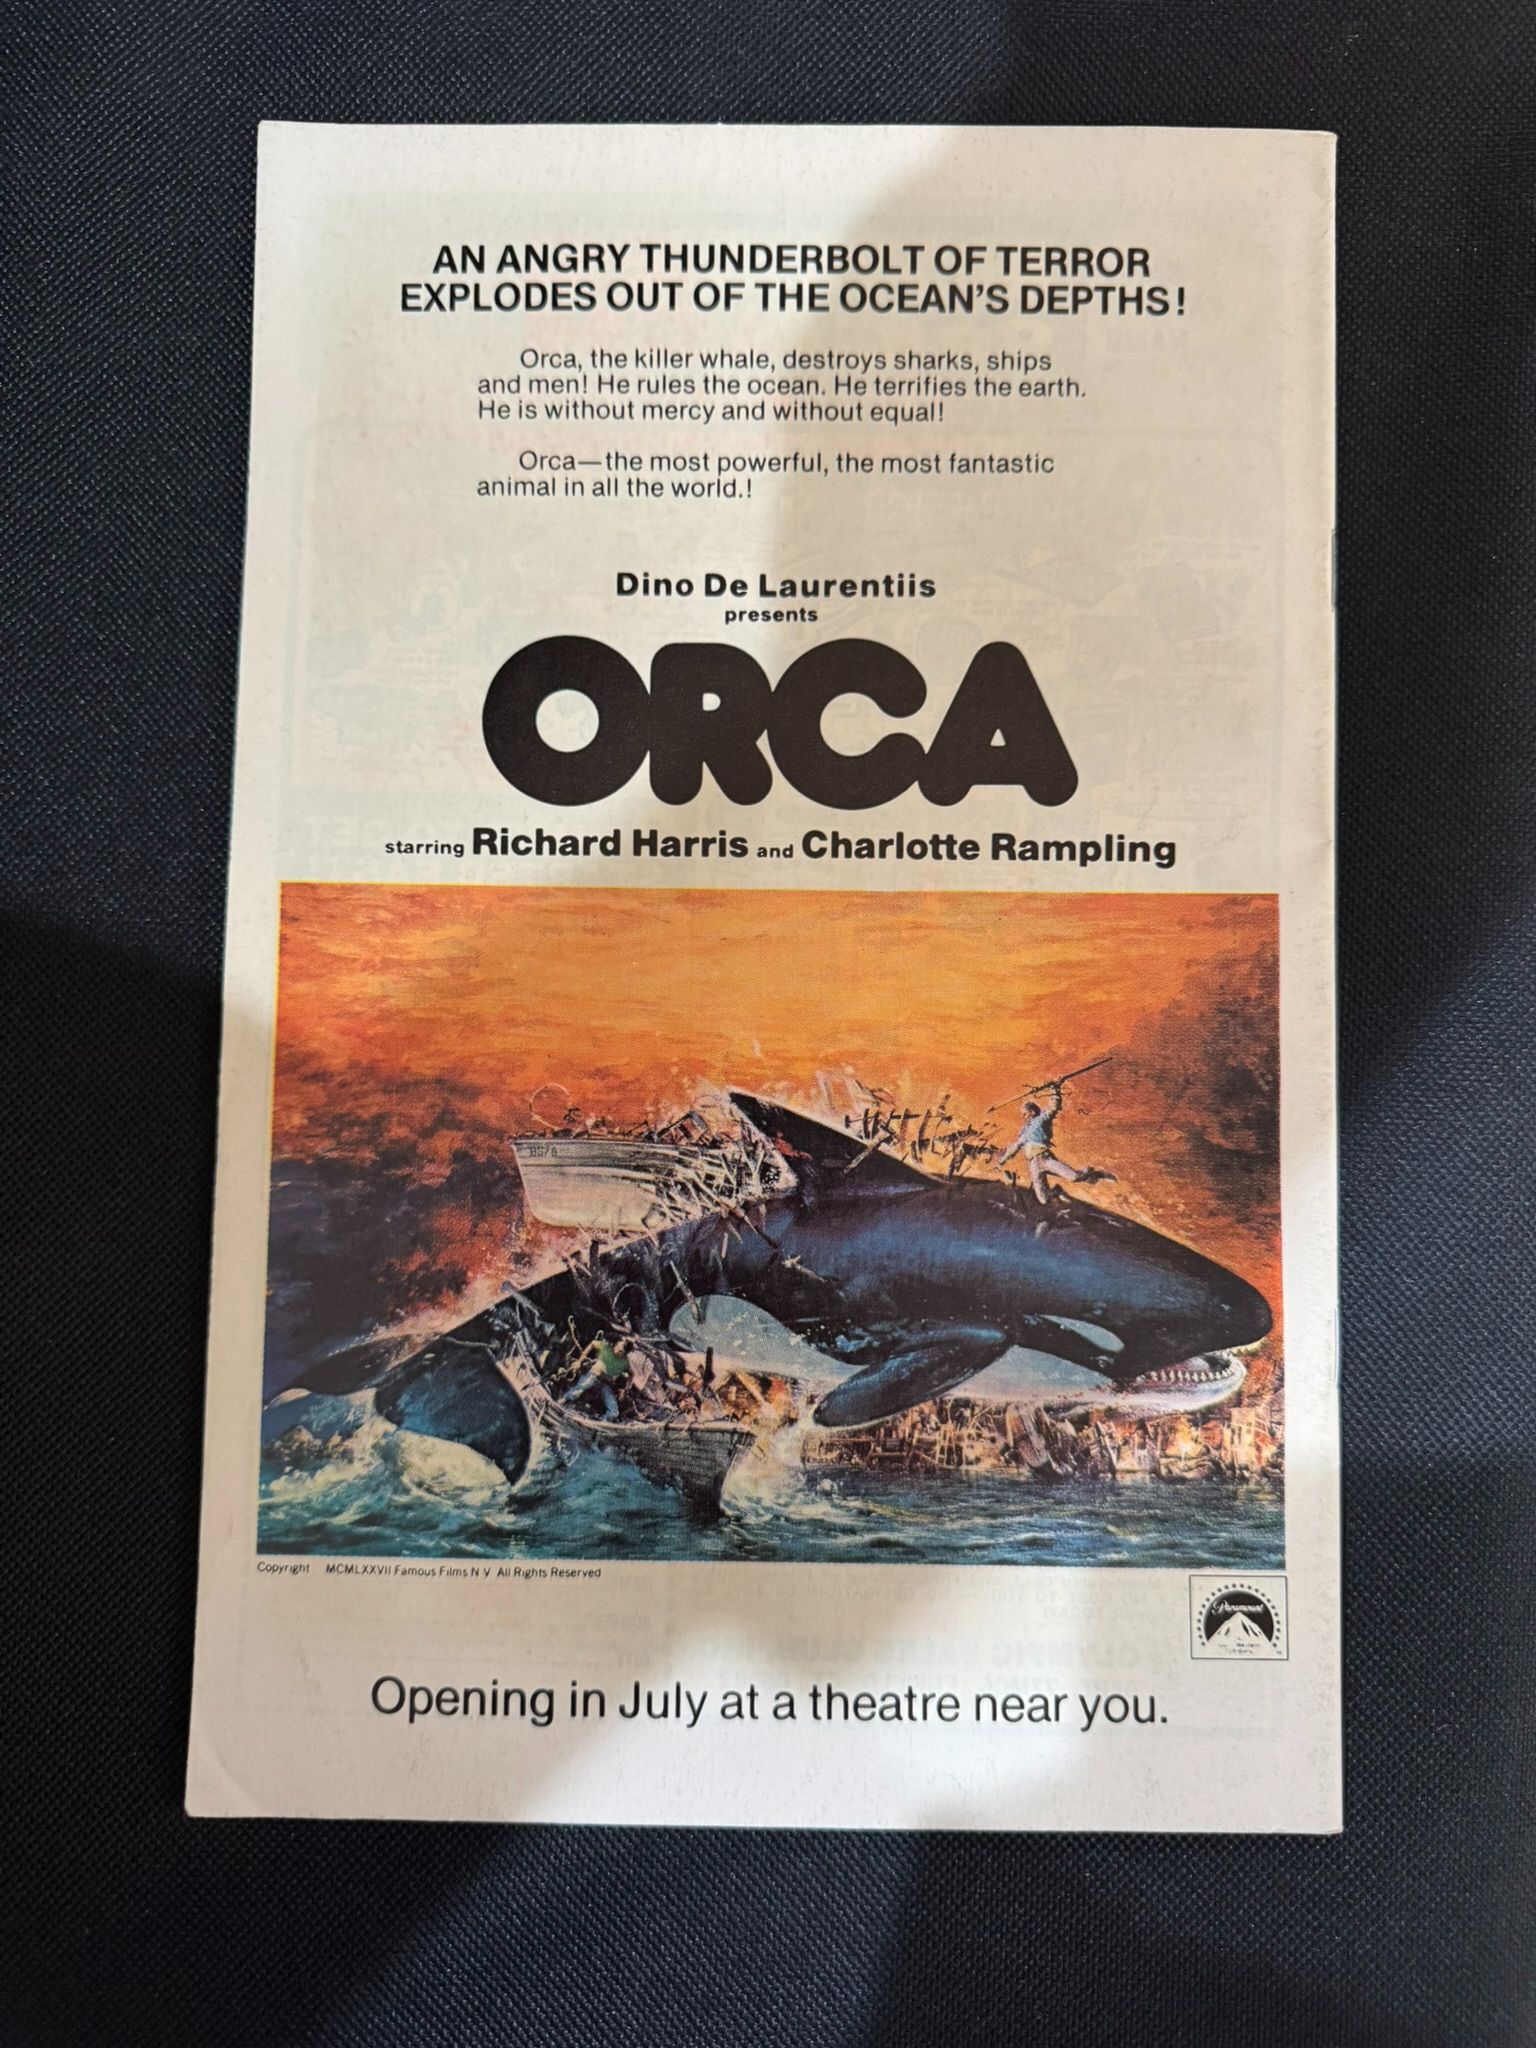 AN ANGRY THUNDERBOLT OF TERROR
EXPLODES OUT OF THE OCEAN'S DEPTHS!
Orca, the killer whale, destroys sharks, ships
and men! He rules the ocean. He terrifies the earth.
He is without mercy and without equal!
Orca—the most powerful, the most fantastic
animal in all the world.!
Dino De Laurentiis
presents
ORCA
starring Richard Harris and Charlotte Rampling
Copyright MCMLXXVII Famous Films N V All Rights Reserved
Paramount
Opening in July at a theatre near you.